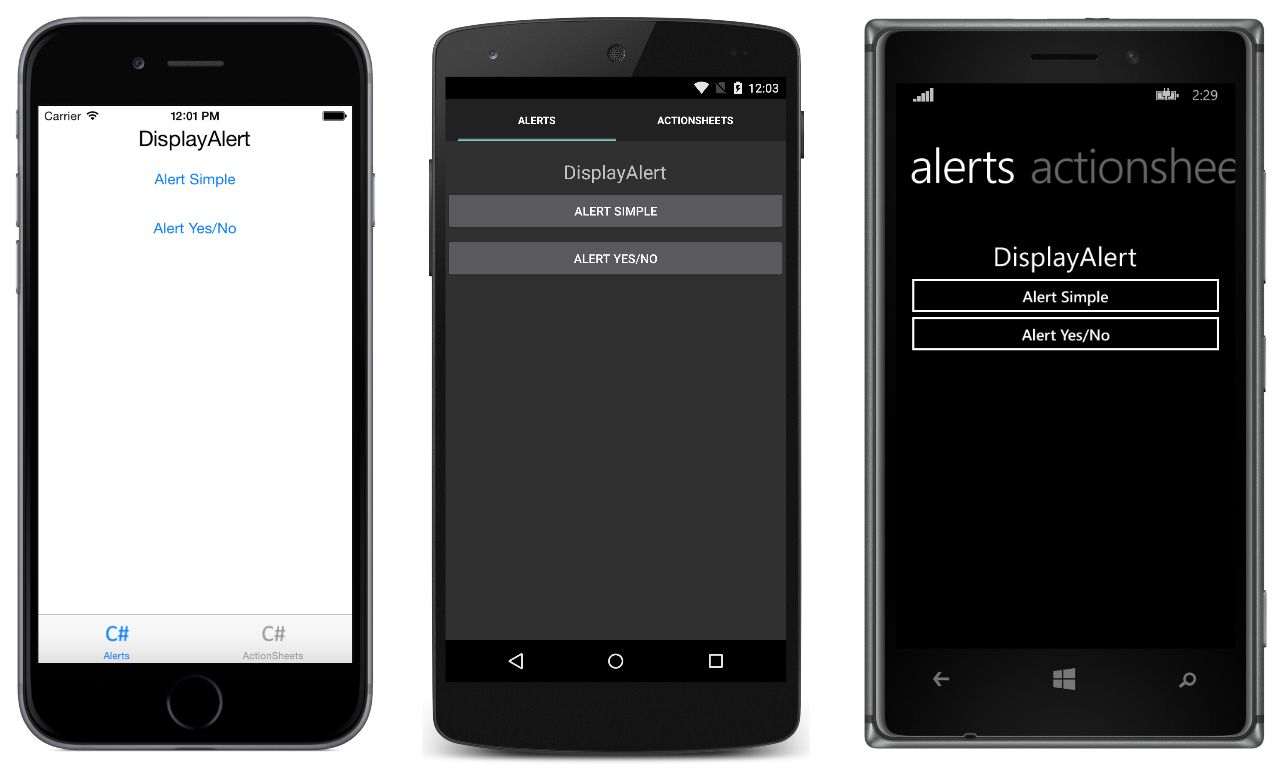 Carrier 12:01 PM
DisplayAlert
Alert Simple
Alert Yes/No
C# C#
Alerts ActionSheets
12:03
ALERTS ACTIONSHEETS
DisplayAlert
ALERT SIMPLE
ALERT YES/NO
2:29
alerts actionshee
DisplayAlert
Alert Simple
Alert Yes/No